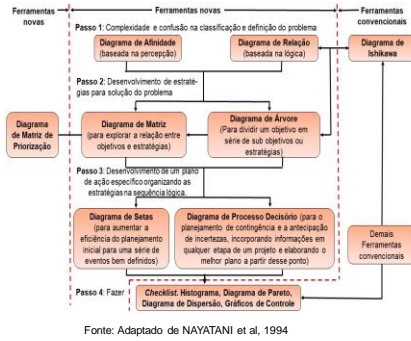 Ferramentas
novas
Ferramentas novas
Ferramentas
convencionais
Passo 1: Complexidade e confusão na classificação e definição do problema
Diagrama de Afinidade
(baseada na percepção)
Diagrama de Relação
(baseada na lógica)
Diagrama de
Ishikawa
Passo 2: Desenvolvimento de estraté-
gias para solução do problema
Diagrama
de Matriz de
Priorização
Diagrama de Matriz
(para explorar a relação entre
objetivos e estratégias)
Diagrama de Árvore
(Para dividir um objetivo em
série de sub objetivos ou
estratégias)
Passo 3: Desenvolvimento de um plano
de ação específico organizando as
estratégias na sequência lógica.
Diagrama de Setas
(para aumentar a
eficiência do planejamento
inicial para uma série de
eventos bem definidos)
Diagrama de Processo Decisório (para o
planejamento de contingência e a antecipação
de incertezas, incorporando informações em
qualquer etapa de um projeto e elaborando o
melhor plano a partir desse ponto)
Demais
Ferramentas
convencionais
Passo 4: Fazer
Checklist. Histograma, Diagrama de Pareto,
Diagrama de Dispersão, Gráficos de Controle
Fonte: Adaptado de NAYATANI et al, 1994